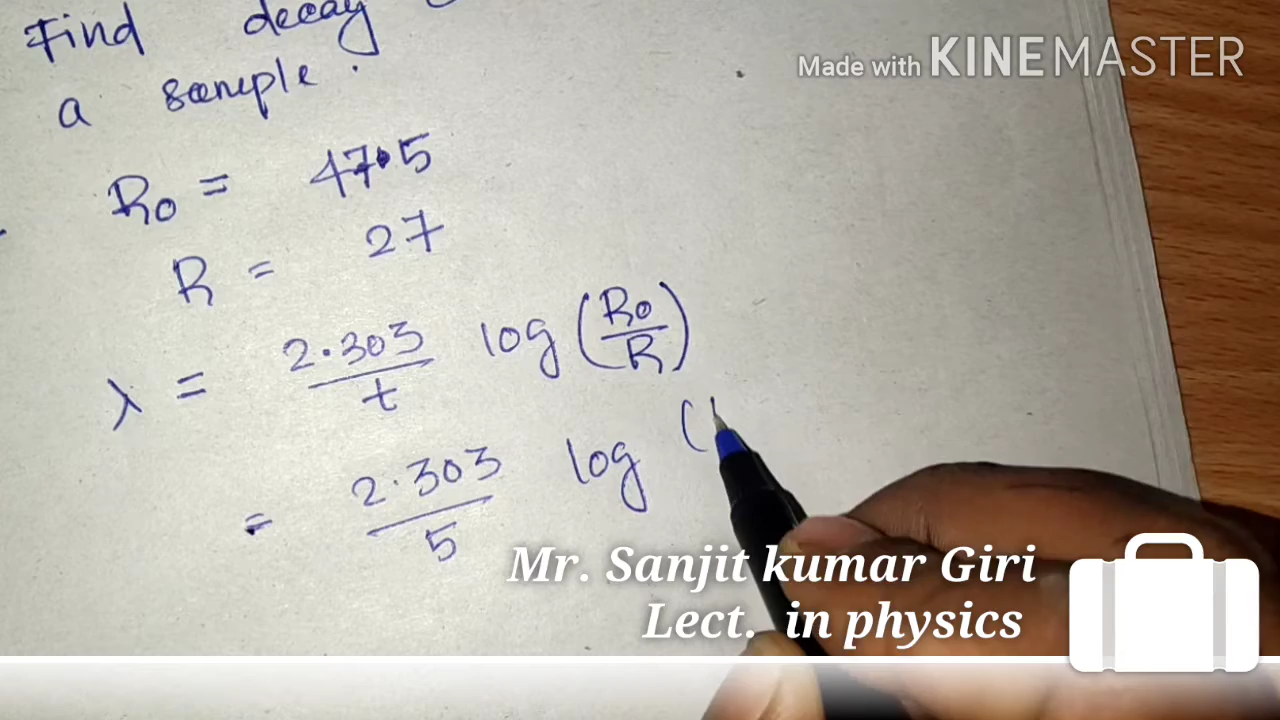 Find decay
a sample.
Made with KINEMASTER
R₀ = 47.5
R = 27
λ = 2.303/t log (R₀/R)
= 2.303/5 log (
Mr. Sanjit kumar Giri
Lect. in physics